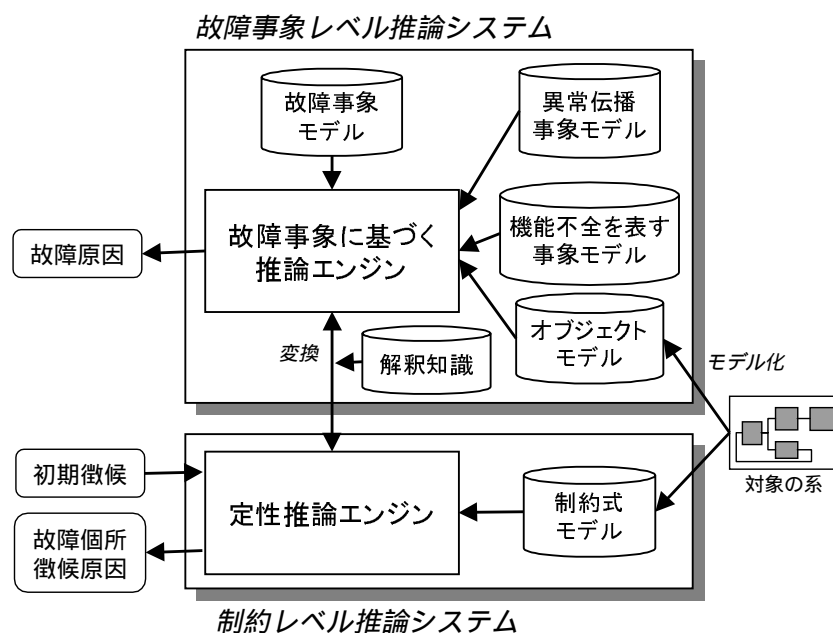 故障事象レベル推論システム
故障事象
モデル
異常伝播
事象モデル
故障事象に基づく
推論エンジン
機能不全を表す
事象モデル
故障原因
オブジェクト
モデル
変換
解釈知識
モデル化
対象の系
初期徴候
定性推論エンジン
制約式
モデル
故障個所
徴候原因
制約レベル推論システム